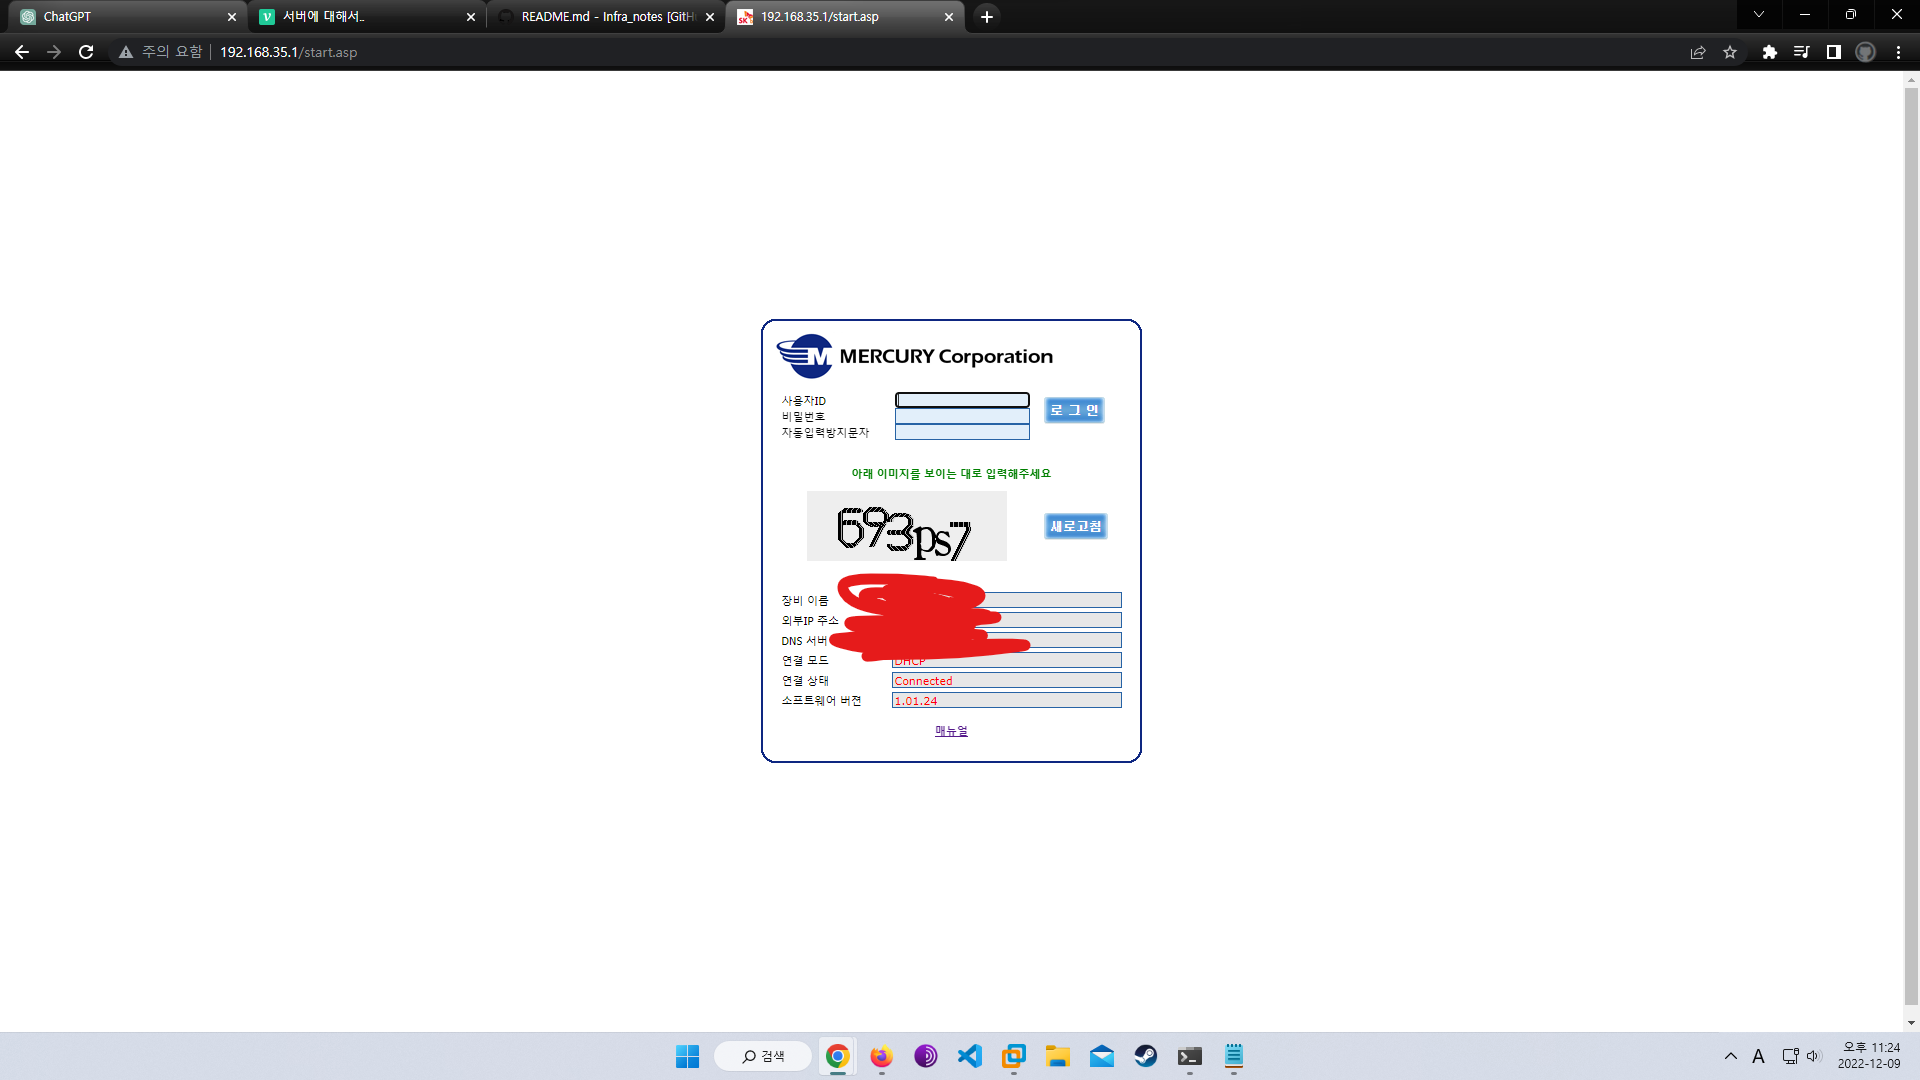 ChatGPT
서버에 대해서..
README.md - Infra_notes [GitH
192.168.35.1/start.asp
주의 요함
192.168.35.1/start.asp
MERCURY Corporation
사용자ID
비밀번호
자동입력방지문자
로 그 인
아래 이미지를 보이는 대로 입력해주세요
693ps7
새로고침
장비 이름
외부IP 주소
DNS 서버
연결 모드 DHCP
연결 상태 Connected
소프트웨어 버젼 1.01.24
매뉴얼
검색
A
오후 11:24
2022-12-09